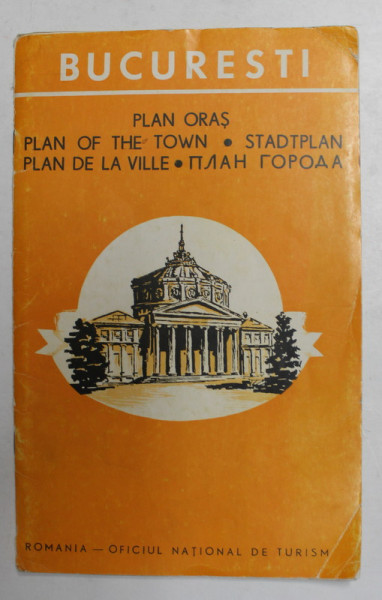 BUCURESTI
PLAN ORAȘ
PLAN OF THE TOWN • STADTPLAN
PLAN DE LA VILLE • ПЛАН ГОРОДА
ROMANIA — OFICIUL NAȚIONAL DE TURISM